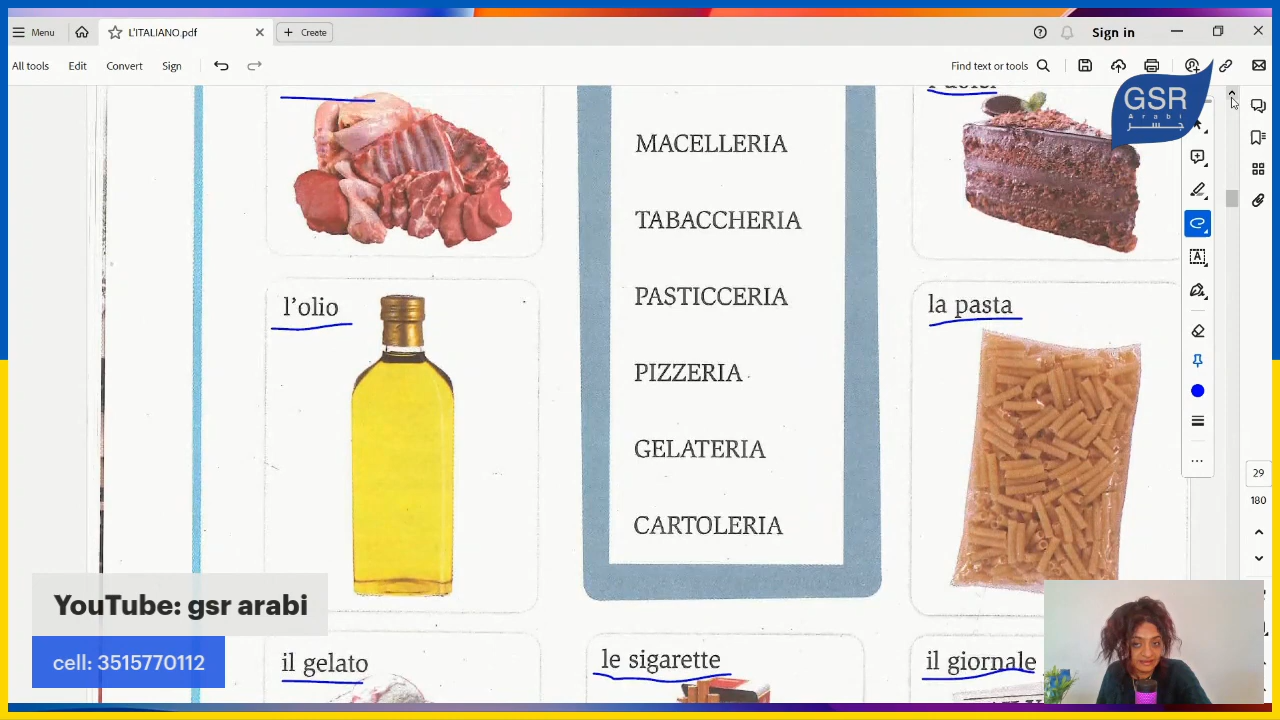 Menu
L'ITALIANO.pdf
Create
Sign in
All tools
Edit
Convert
Sign
Find text or tools
GSR
Arabi
جسر
MACELLERIA
TABACCHERIA
PASTICCERIA
PIZZERIA
GELATERIA
CARTOLERIA
l'olio
la pasta
il gelato
le sigarette
il giornale
29
180
YouTube: gsr arabi
cell: 3515770112